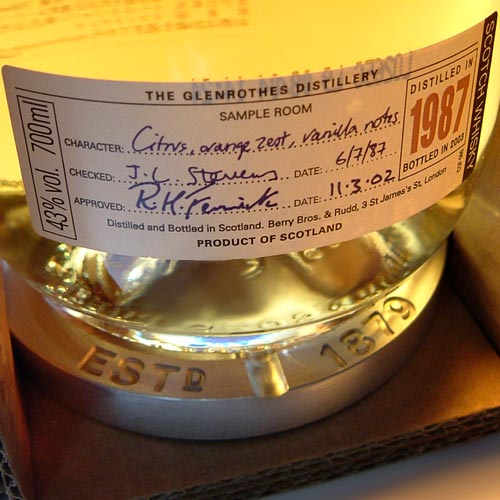 THE GLENROTHES DISTILLERY
SAMPLE ROOM
CHARACTER: Citrus, orange zest, vanilla notes
CHECKED: J.C. Stevens DATE: 6/7/87
APPROVED: R.H. Fenwick DATE: 11.3.02
Distilled and Bottled in Scotland. Berry Bros. & Rudd, 3 St James's St, London
PRODUCT OF SCOTLAND
43% vol. 700ml
DISTILLED IN
1987
BOTTLED IN 2003
SCOTCH WHISKY
ESTD 1879